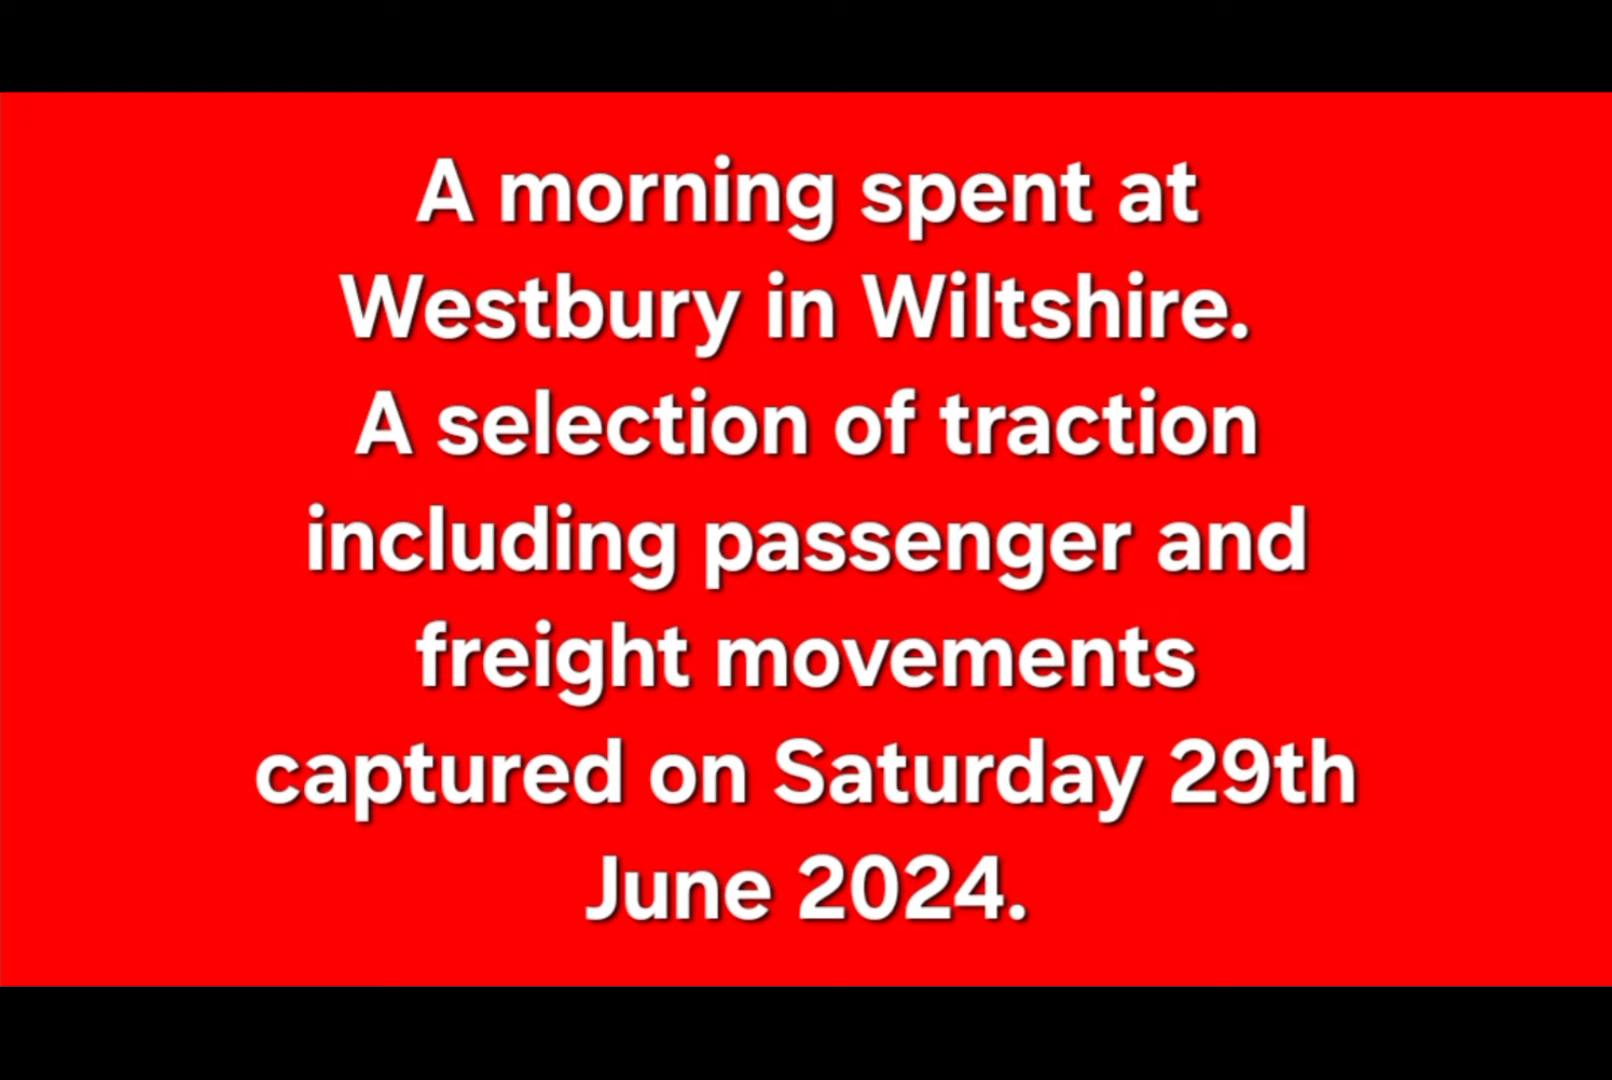 A morning spent at
Westbury in Wiltshire.
A selection of traction
including passenger and
freight movements
captured on Saturday 29th
June 2024.